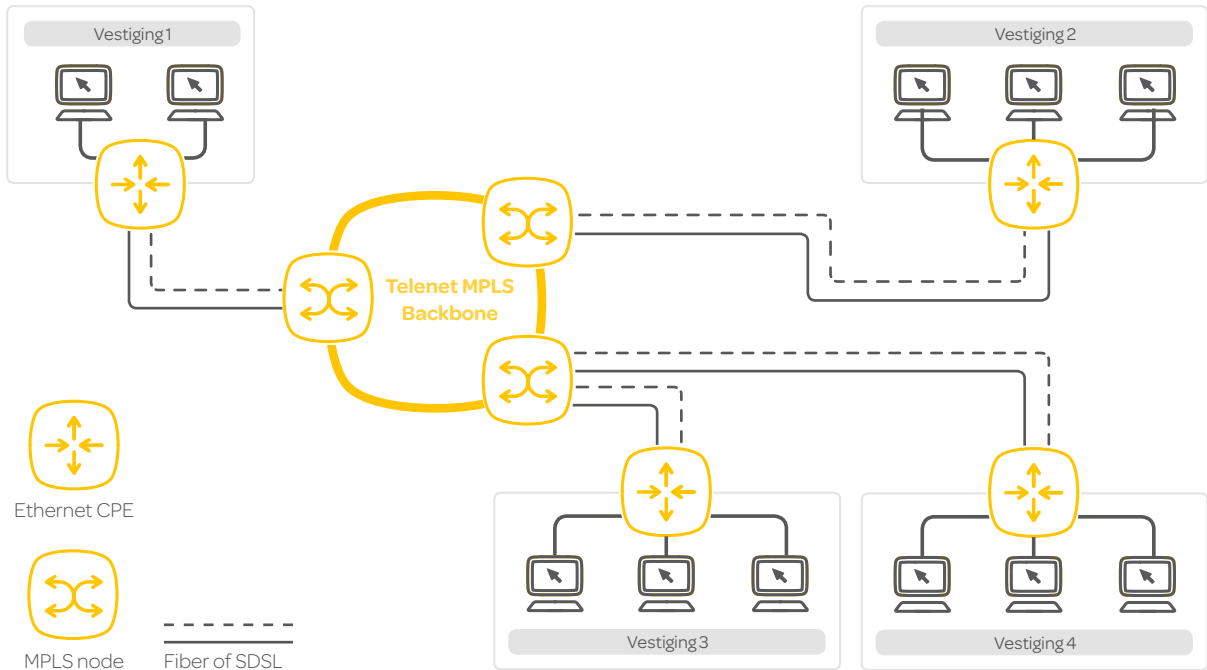 Vestiging 1
Vestiging 2
Telenet MPLS
Backbone
Ethernet CPE
MPLS node
Fiber of SDSL
Vestiging 3
Vestiging 4